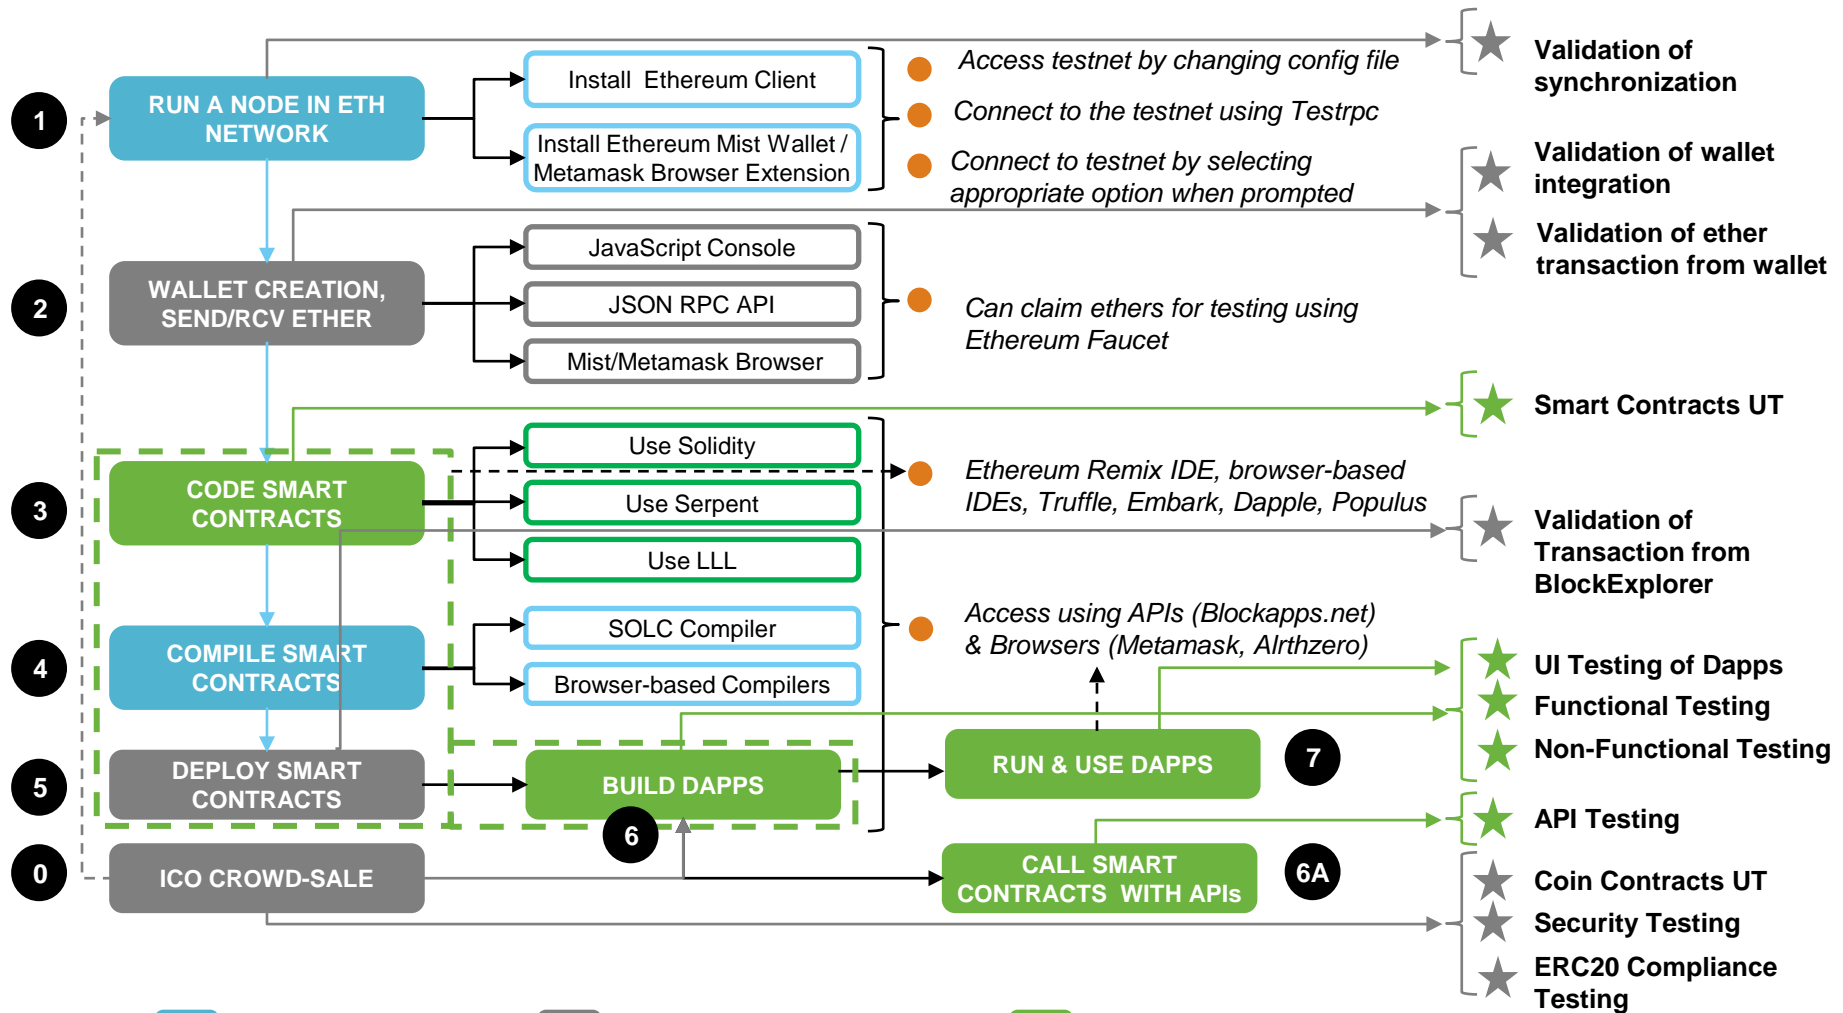 1
RUN A NODE IN ETH
NETWORK
Install Ethereum Client
Install Ethereum Mist Wallet /
Metamask Browser Extension
Access testnet by changing config file
Connect to the testnet using Testrpc
Connect to testnet by selecting
appropriate option when prompted
Validation of
synchronization
Validation of wallet
integration
Validation of ether
transaction from wallet
2
WALLET CREATION,
SEND/RCV ETHER
JavaScript Console
JSON RPC API
Mist/Metamask Browser
Can claim ethers for testing using
Ethereum Faucet
Smart Contracts UT
3
CODE SMART
CONTRACTS
Use Solidity
Use Serpent
Use LLL
Ethereum Remix IDE, browser-based
IDEs, Truffle, Embark, Dapple, Populus
Validation of
Transaction from
BlockExplorer
4
COMPILE SMART
CONTRACTS
SOLC Compiler
Browser-based Compilers
Access using APIs (Blockapps.net)
& Browsers (Metamask, Alrthzero)
UI Testing of Dapps
Functional Testing
Non-Functional Testing
5
DEPLOY SMART
CONTRACTS
BUILD DAPPS
6
RUN & USE DAPPS
7
API Testing
0
ICO CROWD-SALE
CALL SMART
CONTRACTS WITH APIs
6A
Coin Contracts UT
Security Testing
ERC20 Compliance
Testing